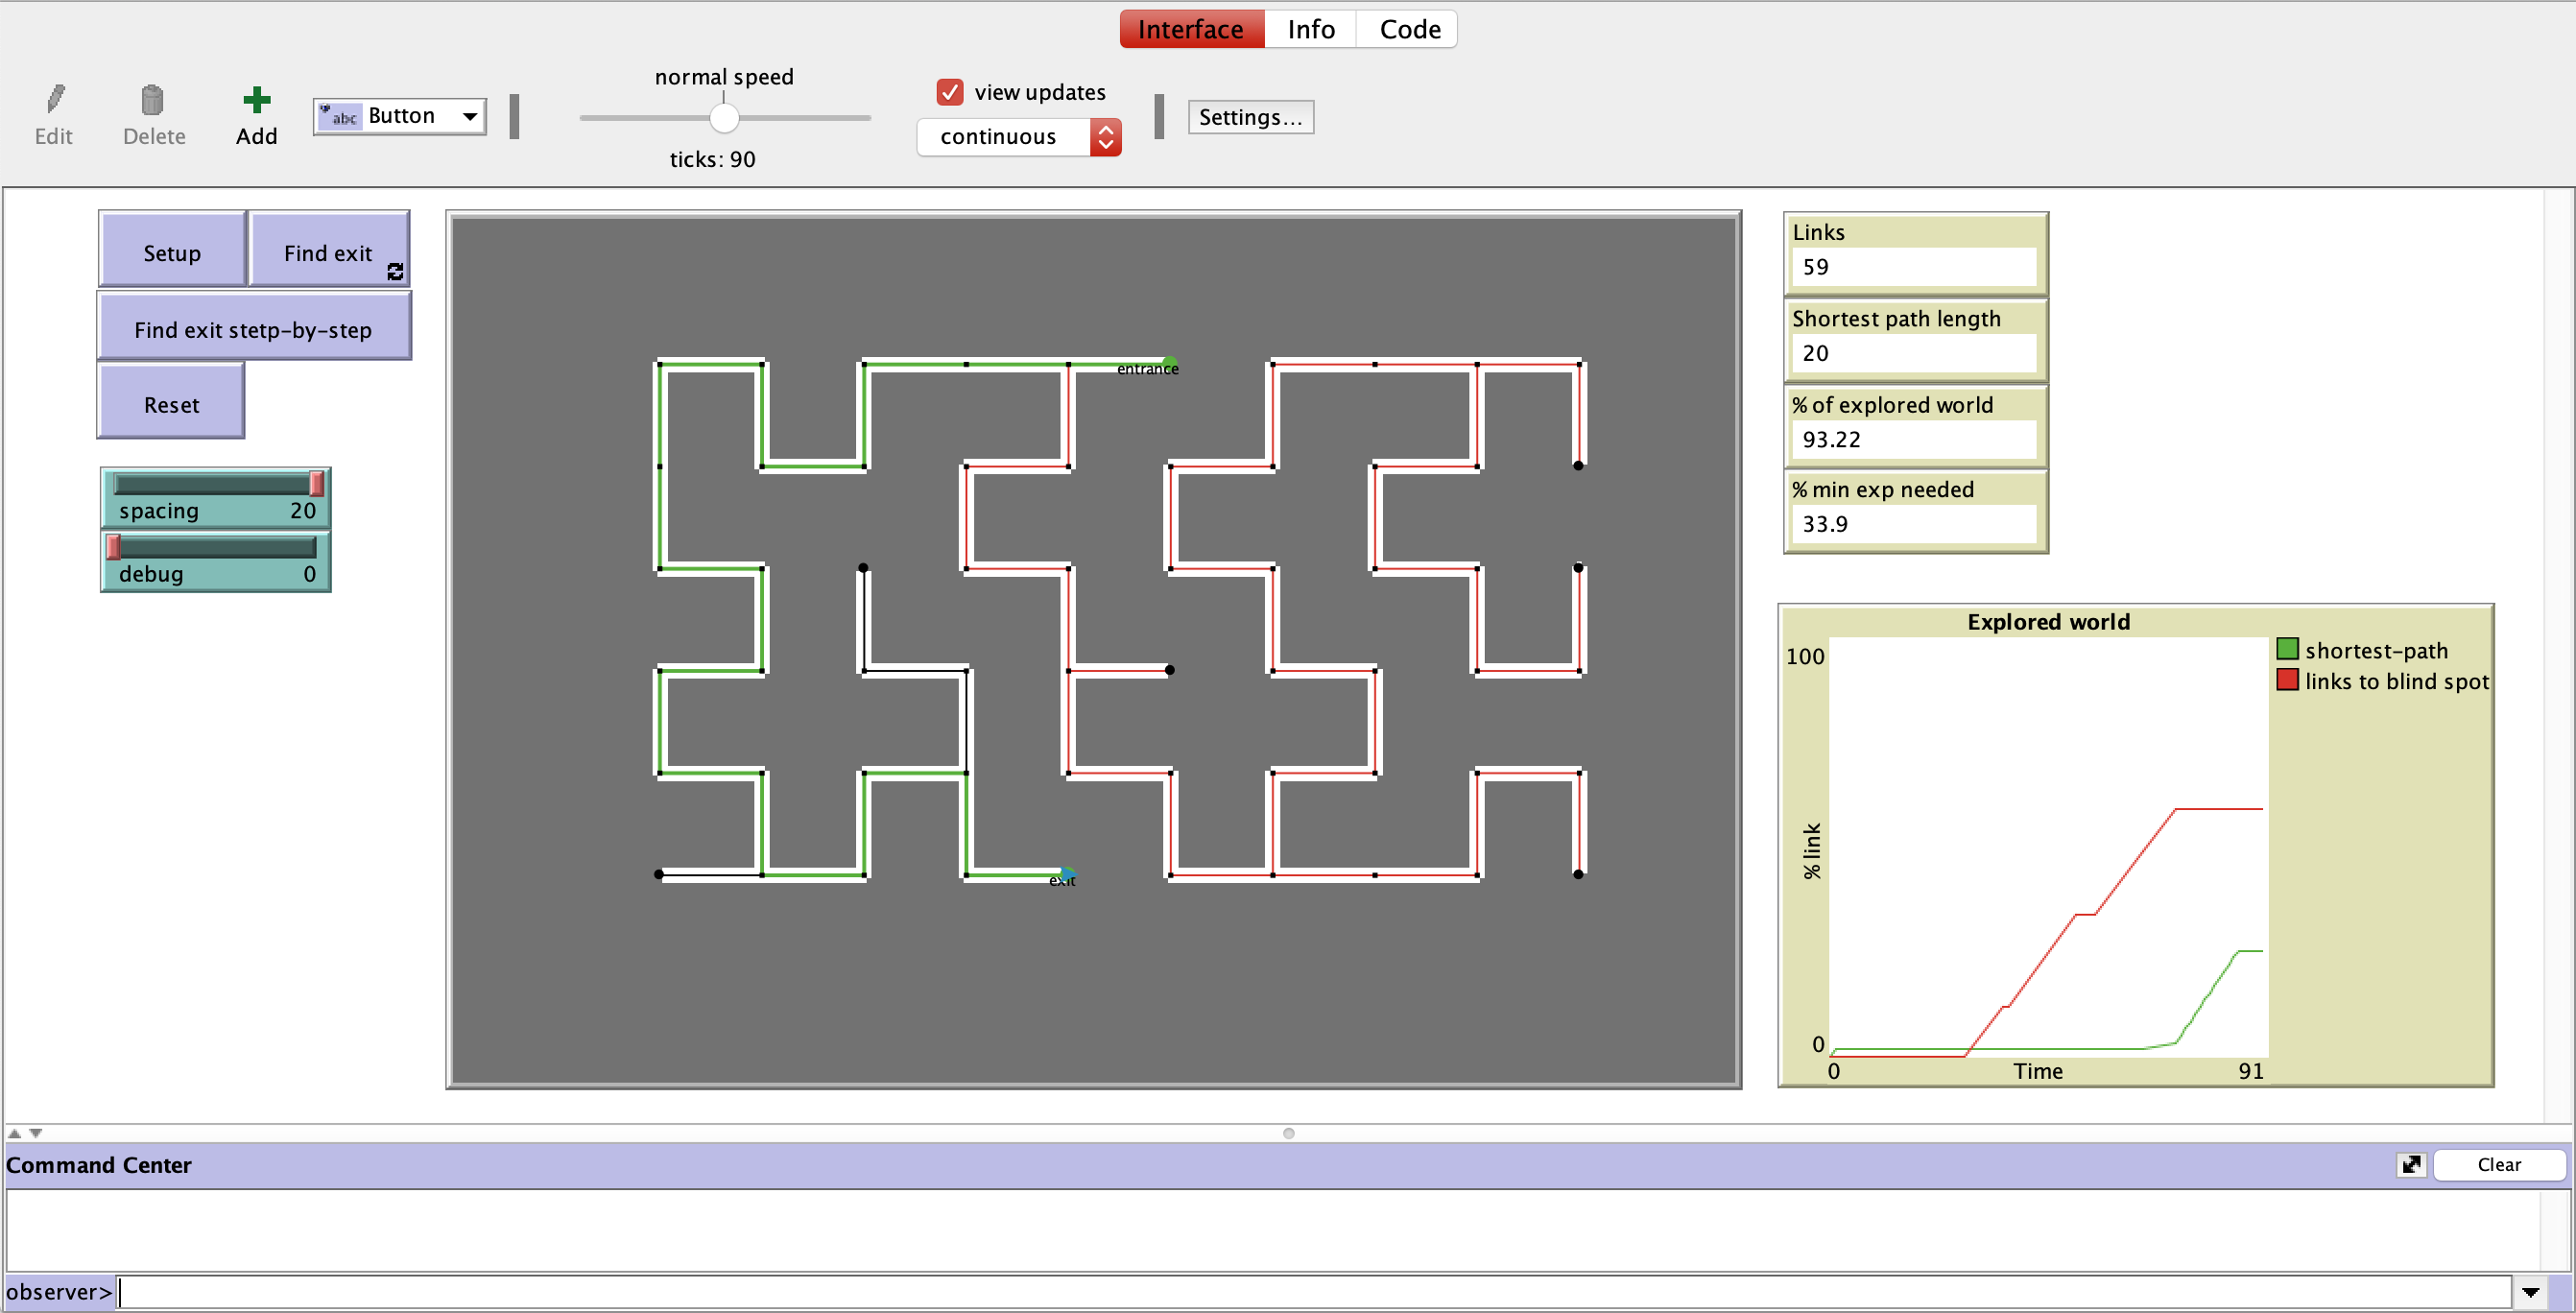 Interface Info Code
normal speed
view updates
Edit Delete Add
abc Button
continuous
Settings...
ticks: 90
Setup Find exit
Find exit stetp-by-step
Reset
spacing 20
debug 0
entrance
exit
Links
59
Shortest path length
20
% of explored world
93.22
% min exp needed
33.9
Explored world
100
% link
0
0 Time 91
shortest-path
links to blind spot
Command Center
Clear
observer>